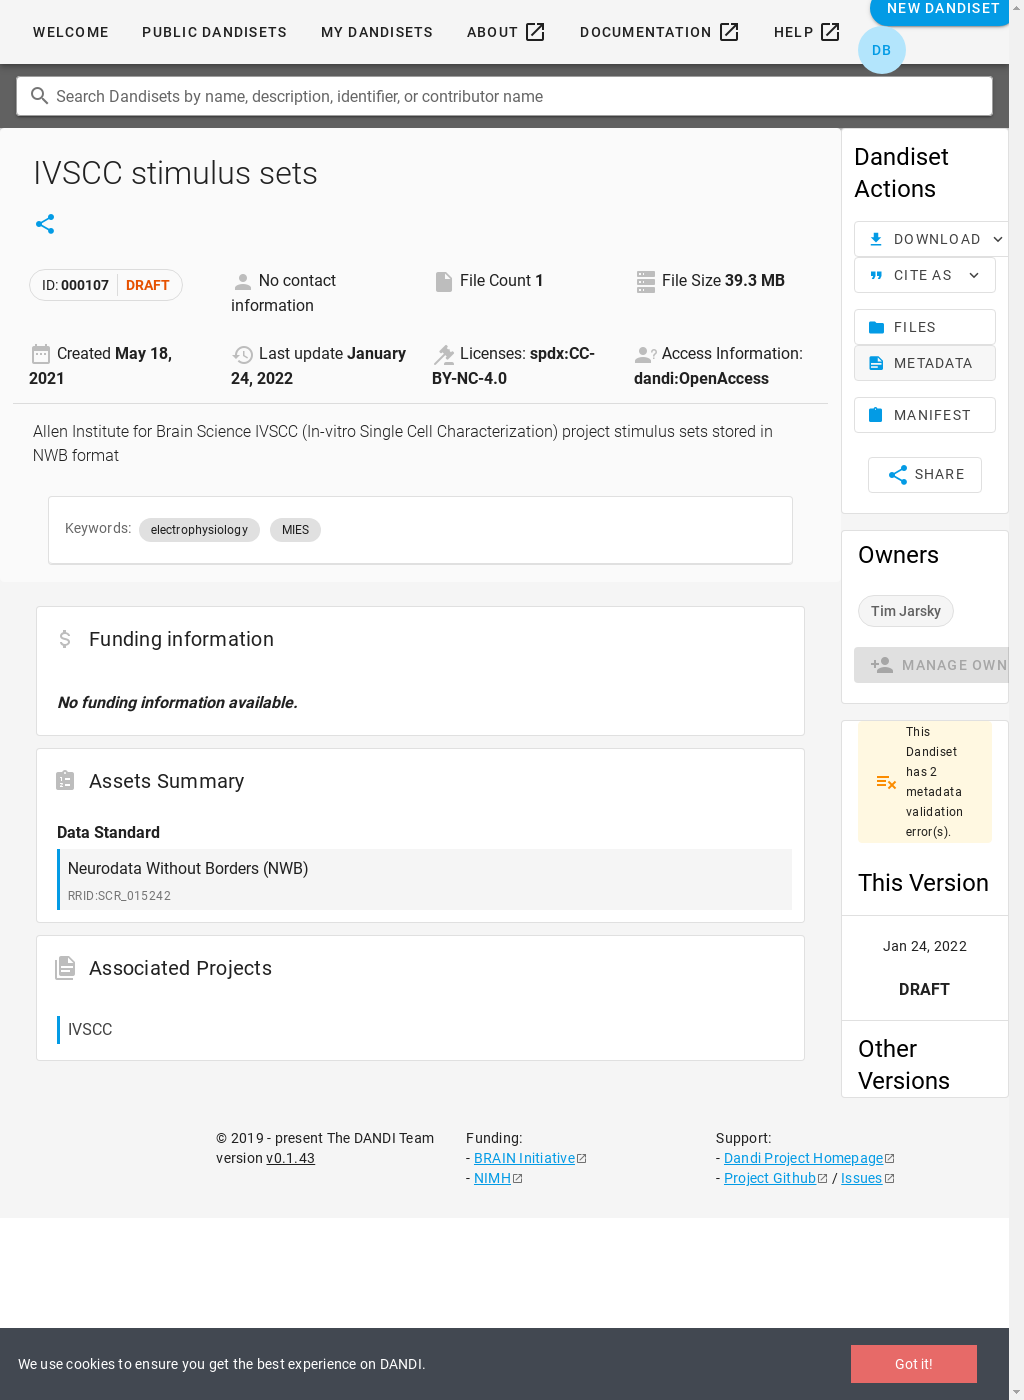 WELCOME
PUBLIC DANDISETS
MY DANDISETS
ABOUT
DOCUMENTATION
HELP
NEW DANDISET
DB
Search Dandisets by name, description, identifier, or contributor name
IVSCC stimulus sets
ID: 000107 DRAFT
No contact
information
File Count 1
File Size 39.3 MB
Created May 18,
2021
Last update January
24, 2022
Licenses: spdx:CC-
BY-NC-4.0
Access Information:
dandi:OpenAccess
Allen Institute for Brain Science IVSCC (In-vitro Single Cell Characterization) project stimulus sets stored in
NWB format
Keywords: electrophysiology MIES
Funding information
No funding information available.
Assets Summary
Data Standard
Neurodata Without Borders (NWB)
RRID:SCR_015242
Associated Projects
IVSCC
Dandiset
Actions
DOWNLOAD
CITE AS
FILES
METADATA
MANIFEST
SHARE
Owners
Tim Jarsky
MANAGE OWN
This
Dandiset
has 2
metadata
validation
error(s).
This Version
Jan 24, 2022
DRAFT
Other
Versions
© 2019 - present The DANDI Team
version v0.1.43
Funding:
- BRAIN Initiative
- NIMH
Support:
- Dandi Project Homepage
- Project Github / Issues
We use cookies to ensure you get the best experience on DANDI.
Got it!